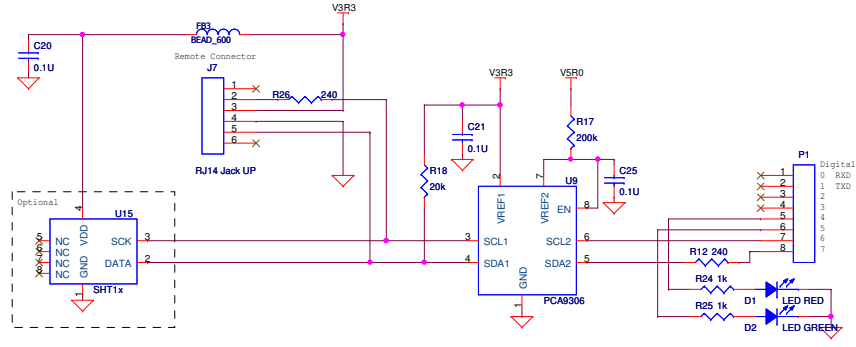 V3R3
FB3
BEAD_600
C20
0.1U
Remote Connector
J7
1
2
3
4
5
6
R26
240
RJ14 Jack UP
V3R3
V5R0
C21
0.1U
R17
200k
R18
20k
C25
0.1U
P1
Digital
0 RXD
1 TXD
2
3
4
5
6
7
1
2
3
4
5
6
7
8
Optional
U15
4
VDD
GND
1
SCK
DATA
3
2
5
6
7
8
NC
NC
NC
NC
SHT1x
U9
2
7
VREF1
VREF2
EN
8
3
SCL1
SCL2
6
4
SDA1
SDA2
5
GND
1
PCA9306
R12 240
R24 1k
D1
LED RED
R25 1k
D2
LED GREEN